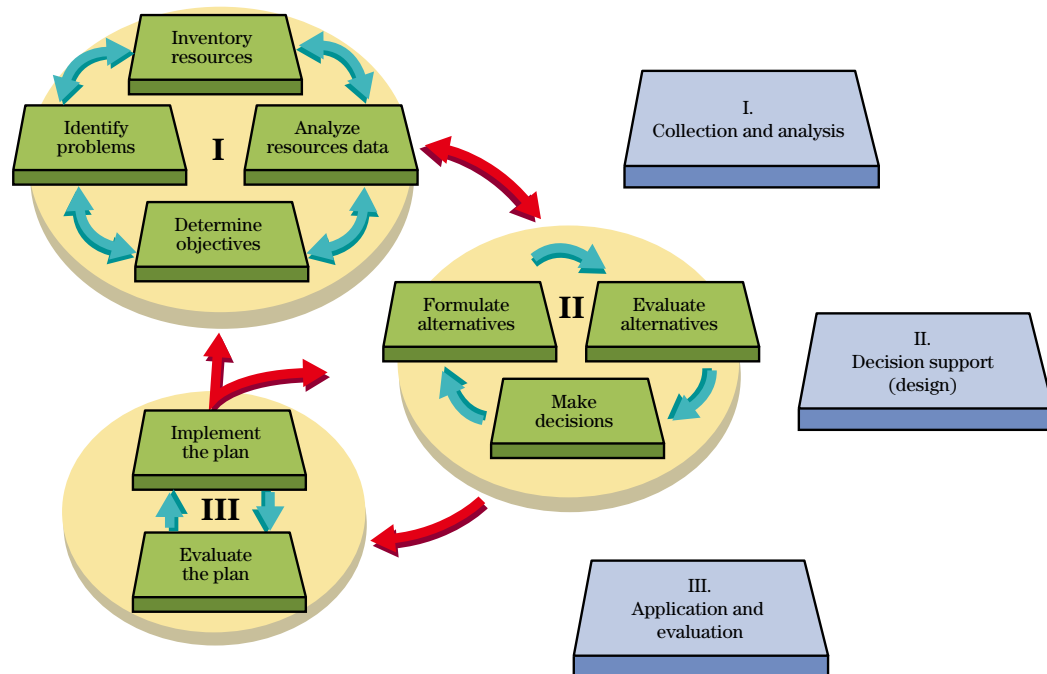 Inventory
resources
Identify
problems
I
Analyze
resources data
Determine
objectives
I.
Collection and analysis
Formulate
alternatives
II
Evaluate
alternatives
Make
decisions
II.
Decision support
(design)
Implement
the plan
III
Evaluate
the plan
III.
Application and
evaluation